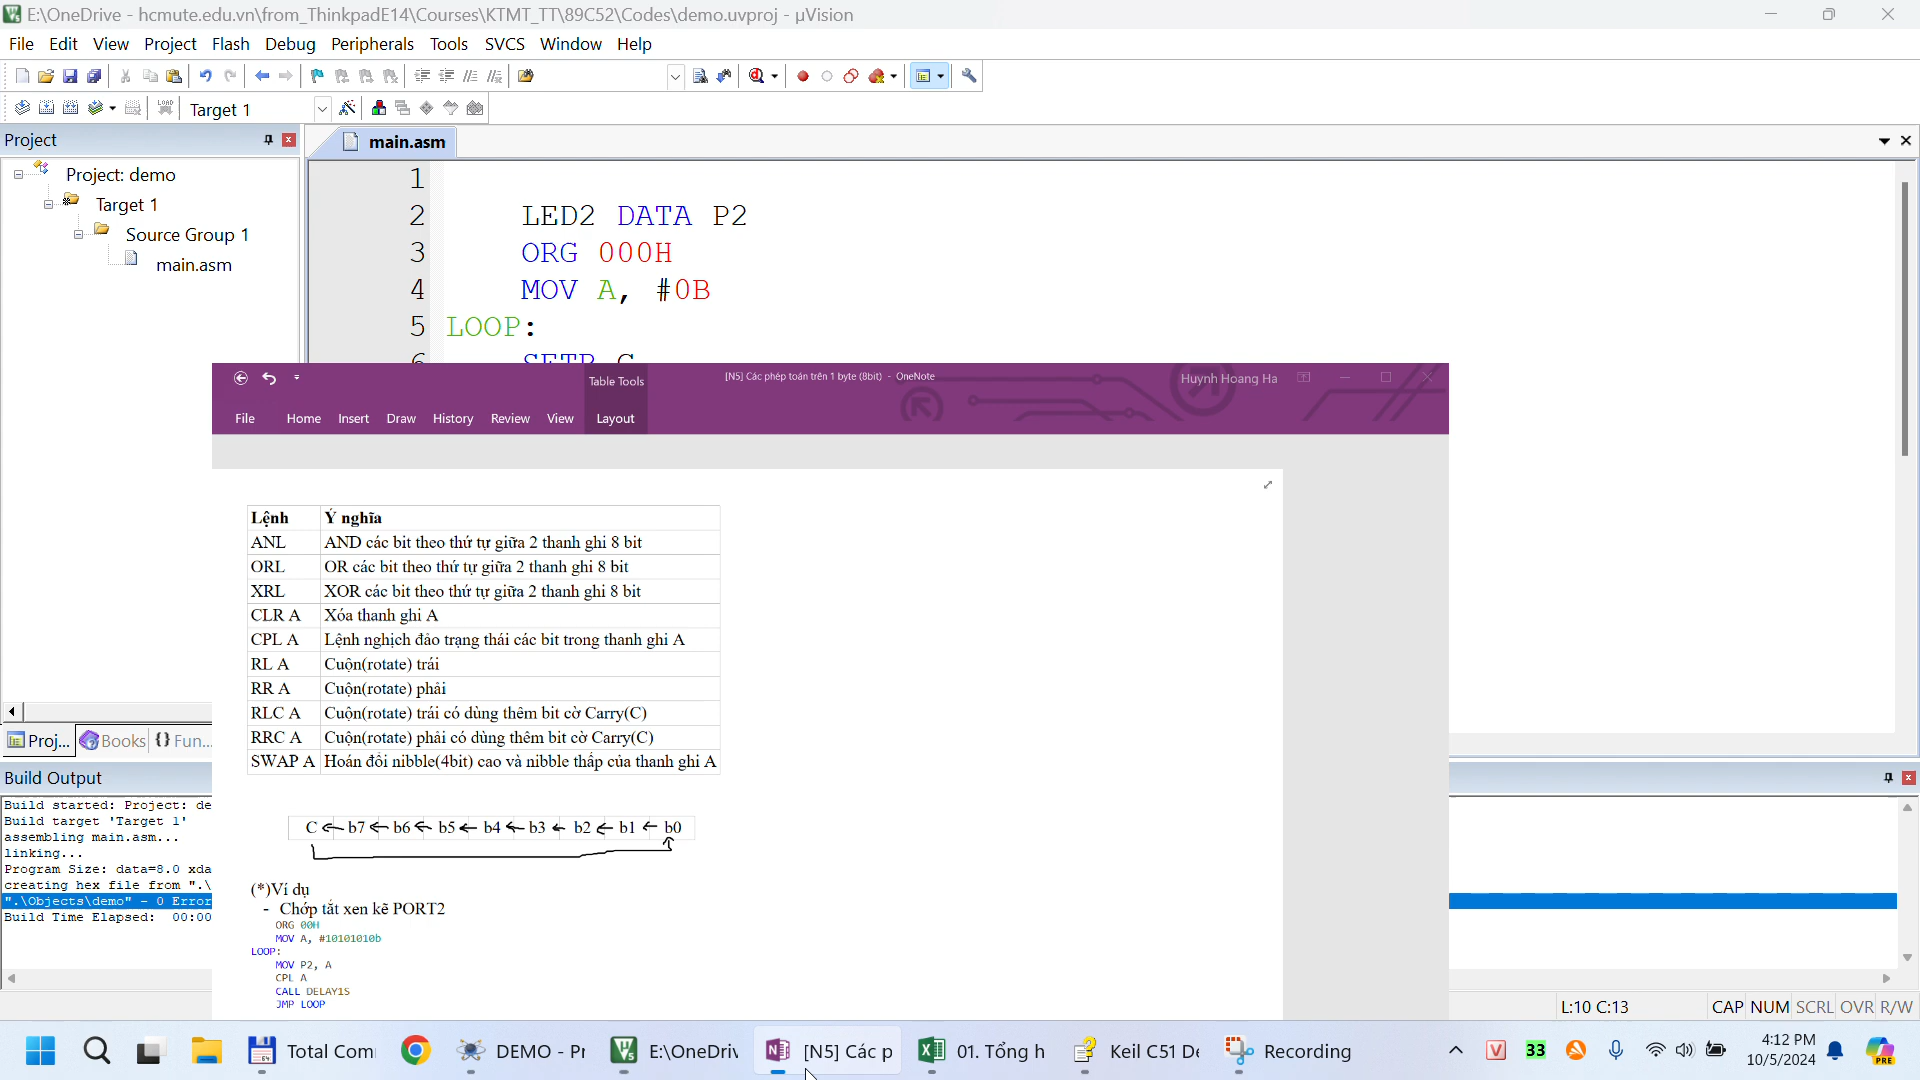 E:\OneDrive - hcmute.edu.vn\from_ThinkpadE14\Courses\KTMT_TT\89C52\Codes\demo.uvproj - µVision
File Edit View Project Flash Debug Peripherals Tools SVCS Window Help
LOAD Target 1
Project
main.asm
Project: demo
Target 1
Source Group 1
main.asm
1
2 LED2 DATA P2
3 ORG 000H
4 MOV A, #0B
5 LOOP:
6 SETB C
Table Tools
[N5] Các phép toán trên 1 byte (8bit) - OneNote
Huynh Hoang Ha
File Home Insert Draw History Review View Layout
Lệnh Ý nghĩa
ANL AND các bit theo thứ tự giữa 2 thanh ghi 8 bit
ORL OR các bit theo thứ tự giữa 2 thanh ghi 8 bit
XRL XOR các bit theo thứ tự giữa 2 thanh ghi 8 bit
CLR A Xóa thanh ghi A
CPL A Lệnh nghịch đảo trạng thái các bit trong thanh ghi A
RL A Cuộn(rotate) trái
RR A Cuộn(rotate) phải
RLC A Cuộn(rotate) trái có dùng thêm bit cờ Carry(C)
RRC A Cuộn(rotate) phải có dùng thêm bit cờ Carry(C)
SWAP A Hoán đổi nibble(4bit) cao và nibble thấp của thanh ghi A
C b7 b6 b5 b4 b3 b2 b1 b0
(*)Ví dụ
- Chớp tắt xen kẽ PORT2
ORG 00H
MOV A, #10101010b
LOOP:
MOV P2, A
CPL A
CALL DELAY1S
JMP LOOP
Proj... Books {} Fun...
Build Output
Build started: Project: de
Build target 'Target 1'
assembling main.asm...
linking...
Program Size: data=8.0 xda
creating hex file from ".\
".\Objects\demo" - 0 Error
Build Time Elapsed: 00:00
L:10 C:13 CAP NUM SCRL OVR R/W
Total Com DEMO - Pr E:\OneDriv [N5] Các p 01. Tổng h Keil C51 De Recording
V 33 4:12 PM
10/5/2024
PRE